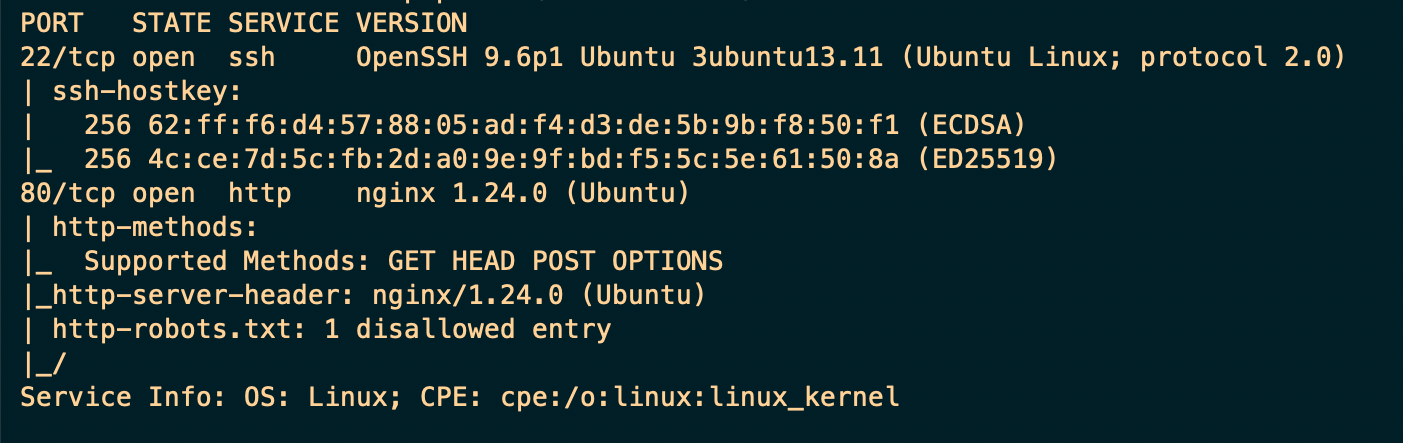 PORT   STATE SERVICE VERSION
22/tcp open  ssh     OpenSSH 9.6p1 Ubuntu 3ubuntu13.11 (Ubuntu Linux; protocol 2.0)
| ssh-hostkey:
|   256 62:ff:f6:d4:57:88:05:ad:f4:d3:de:5b:9b:f8:50:f1 (ECDSA)
|_  256 4c:ce:7d:5c:fb:2d:a0:9e:9f:bd:f5:5c:5e:61:50:8a (ED25519)
80/tcp open  http    nginx 1.24.0 (Ubuntu)
| http-methods:
|_  Supported Methods: GET HEAD POST OPTIONS
|_http-server-header: nginx/1.24.0 (Ubuntu)
| http-robots.txt: 1 disallowed entry
|_/
Service Info: OS: Linux; CPE: cpe:/o:linux:linux_kernel